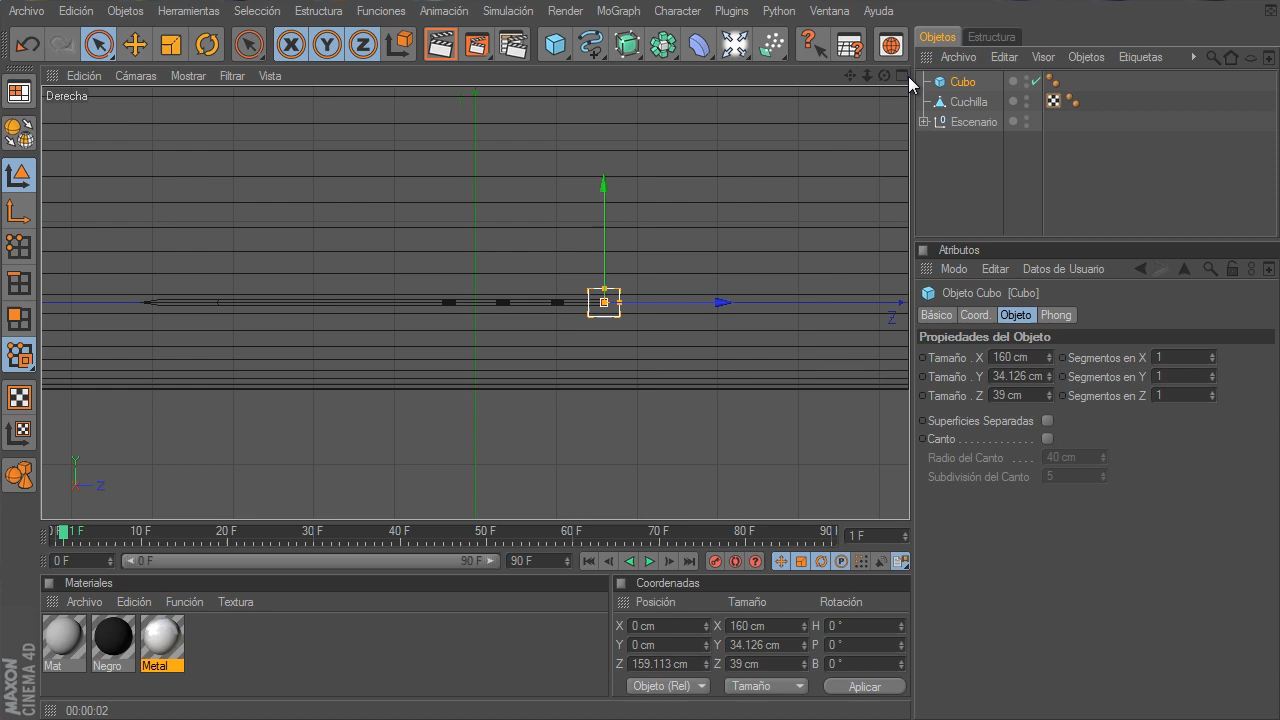 Archivo Edición Objetos Herramientas Selección Estructura Funciones Animación Simulación Render MoGraph Character Plugins Python Ventana Ayuda
Objetos Estructura
Archivo Editar Visor Objetos Etiquetas
Edición Cámaras Mostrar Filtrar Vista
Cubo
Derecha
Cuchilla
Escenario
Y
Atributos
Modo Editar Datos de Usuario
Objeto Cubo [Cubo]
Básico Coord. Objeto Phong
Z
Propiedades del Objeto
Tamaño . X 160 cm Segmentos en X 1
Tamaño . Y 34.126 cm Segmentos en Y 1
Tamaño . Z 39 cm Segmentos en Z 1
Superficies Separadas
Canto
Radio del Canto 40 cm
Subdivisión del Canto 5
Y
X Z
1 F 10 F 20 F 30 F 40 F 50 F 60 F 70 F 80 F 1 F
0 F 0 F 90 F 90 F
Materiales Coordenadas
Archivo Edición Función Textura
Posición Tamaño Rotación
X 0 cm X 160 cm H 0 °
Y 0 cm Y 34.126 cm P 0 °
Z 159.113 cm Z 39 cm B 0 °
Mat Negro Metal
Objeto (Rel) Tamaño Aplicar
MAXON
CINEMA 4D
00:00:02